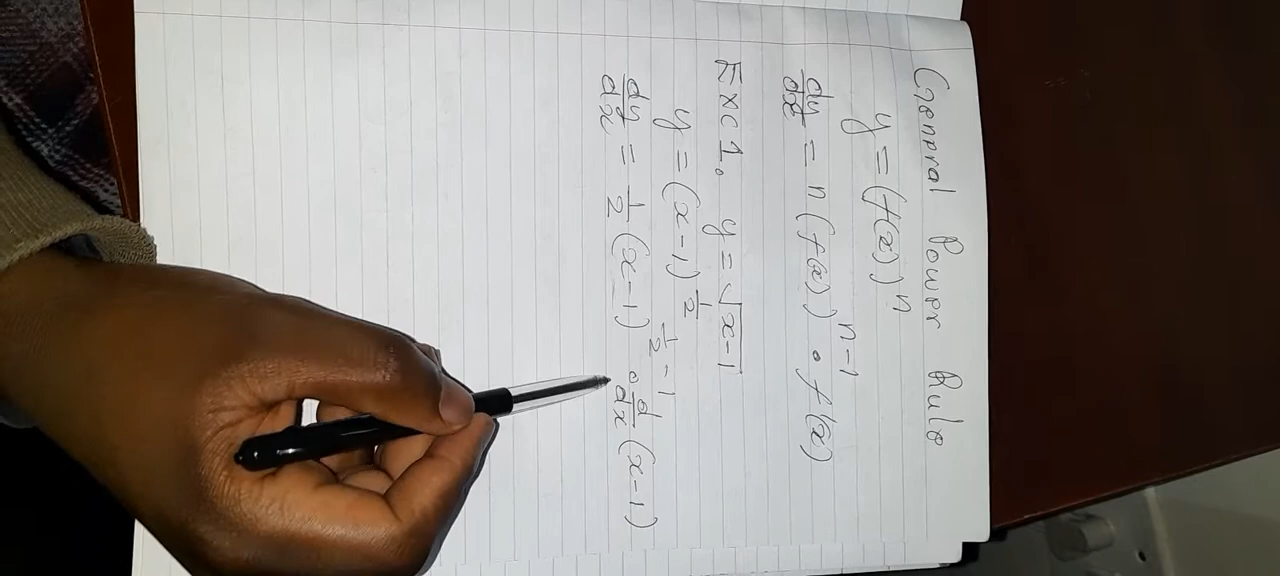 General Power Rule
y = (f(x))^n
dy/dx = n(f(x))^{n-1} · f'(x)
Exc 1. y = √(x-1)
y = (x-1)^{1/2}
dy/dx = 1/2 (x-1)^{1/2 - 1} · d/dx (x-1)